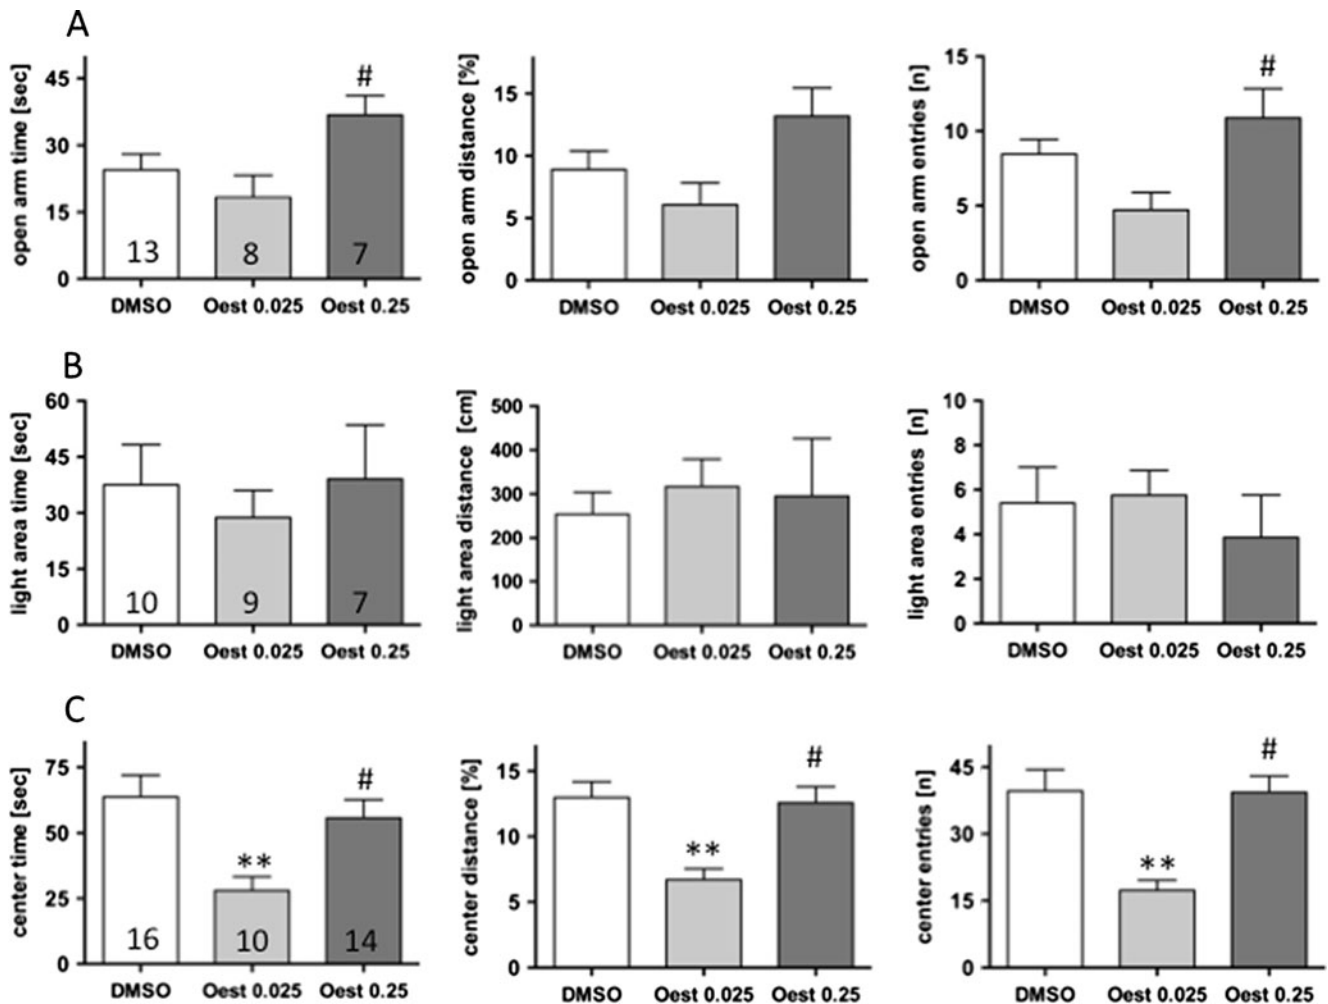 A
open arm time [sec]
45
30
15
0
13
8
7
#
DMSO Oest 0.025 Oest 0.25
open arm distance [%]
15
10
5
0
DMSO Oest 0.025 Oest 0.25
open arm entries [n]
15
10
5
0
#
DMSO Oest 0.025 Oest 0.25
B
light area time [sec]
60
45
30
15
0
10
9
7
DMSO Oest 0.025 Oest 0.25
light area distance [cm]
500
400
300
200
100
0
DMSO Oest 0.025 Oest 0.25
light area entries [n]
10
8
6
4
2
0
DMSO Oest 0.025 Oest 0.25
C
center time [sec]
75
50
25
0
**
#
16
10
14
DMSO Oest 0.025 Oest 0.25
center distance [%]
15
10
5
0
**
#
DMSO Oest 0.025 Oest 0.25
center entries [n]
45
30
15
0
**
#
DMSO Oest 0.025 Oest 0.25